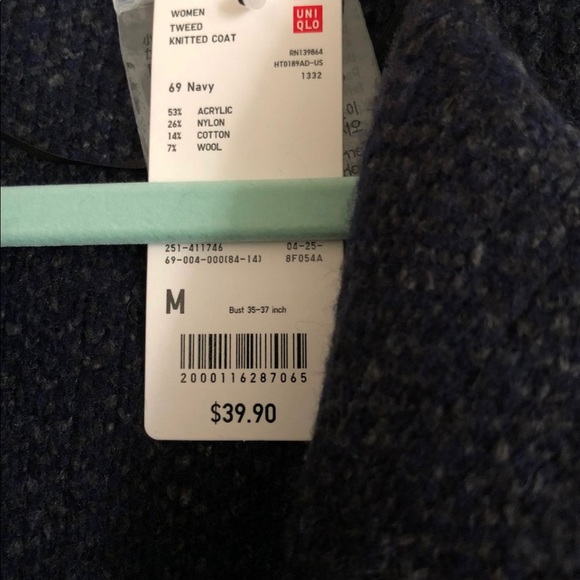 WOMEN
TWEED
KNITTED COAT
UNI
QLO
RN139864
HT0189AD-US
1332
69 Navy
53% ACRYLIC
26% NYLON
14% COTTON
7% WOOL
251-411746 04-25-
69-004-000(84-14) 8F054A
M Bust 35-37 inch
2000116287065
$39.90